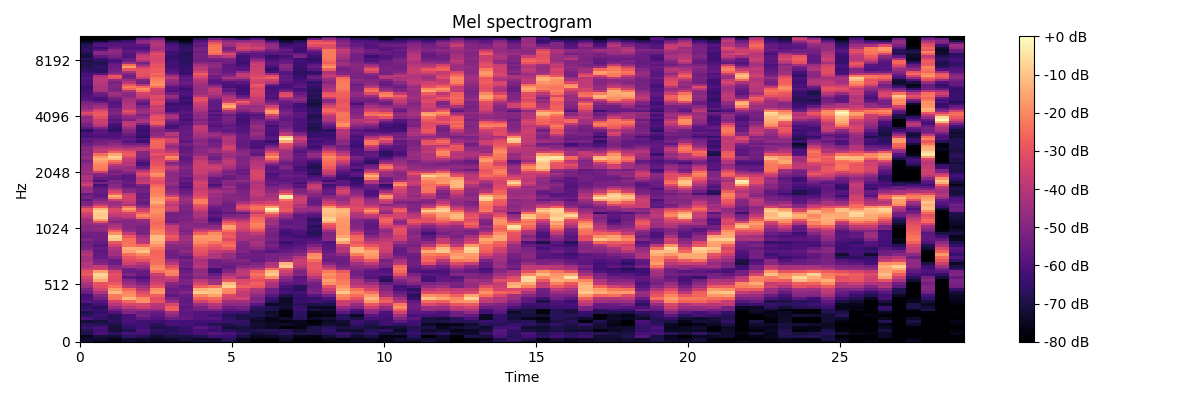 Mel spectrogram
Hz
8192
4096
2048
1024
512
0
0 5 10 15 20 25
Time
+0 dB
-10 dB
-20 dB
-30 dB
-40 dB
-50 dB
-60 dB
-70 dB
-80 dB